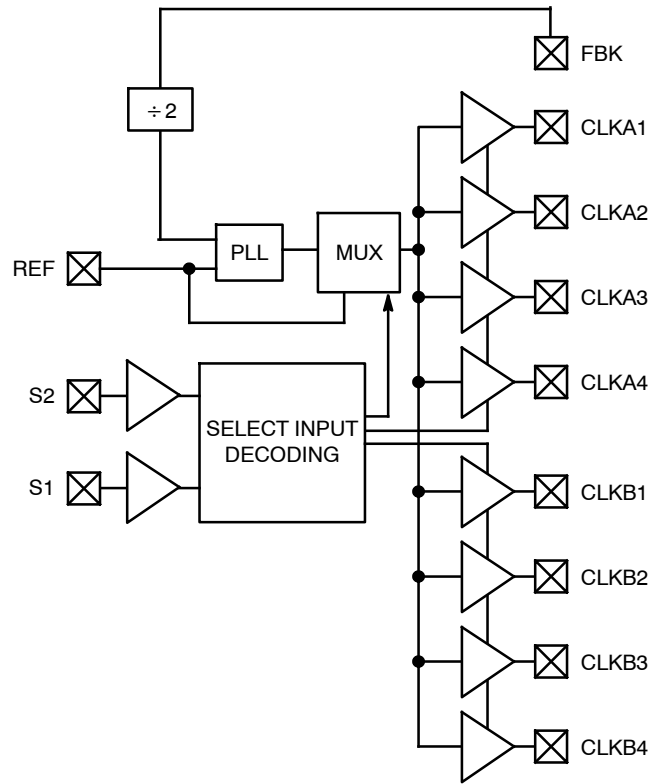 FBK
÷2
CLKA1
CLKA2
PLL
MUX
REF
CLKA3
CLKA4
S2
SELECT INPUT
DECODING
S1
CLKB1
CLKB2
CLKB3
CLKB4